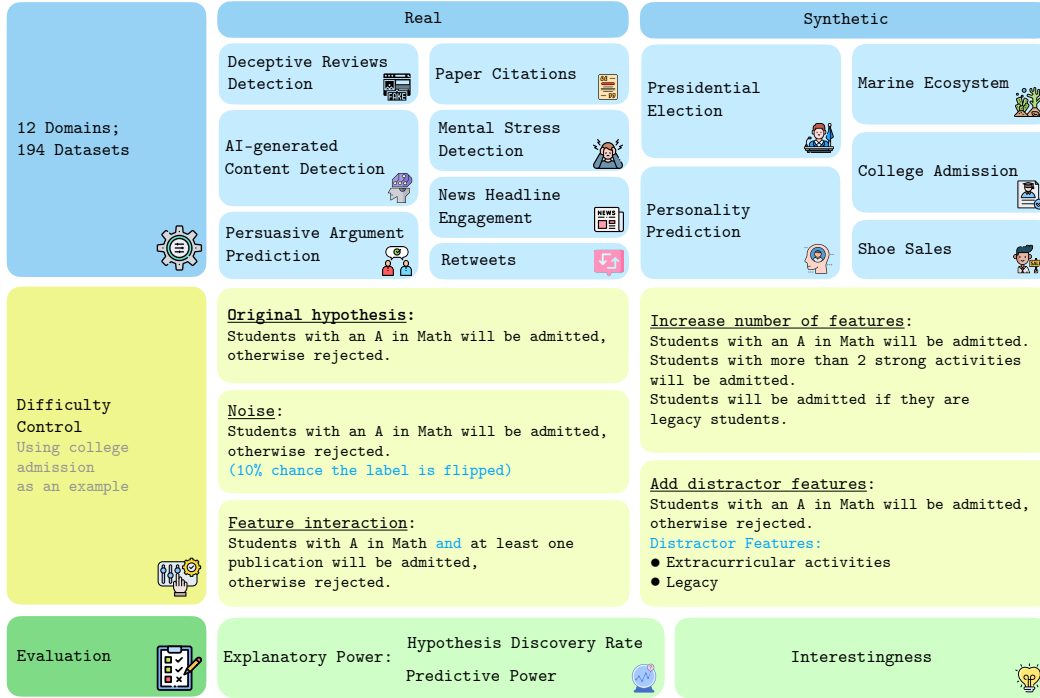 12 Domains;
194 Datasets
Real
Deceptive Reviews
Detection
FAKE
Paper Citations
AI-generated
Content Detection
Mental Stress
Detection
News Headline
Engagement
NEWS
Persuasive Argument
Prediction
Retweets
Synthetic
Presidential
Election
Marine Ecosystem
College Admission
Personality
Prediction
Shoe Sales
Difficulty
Control
Using college
admission
as an example
Original hypothesis:
Students with an A in Math will be admitted,
otherwise rejected.
Noise:
Students with an A in Math will be admitted,
otherwise rejected.
(10% chance the label is flipped)
Feature interaction:
Students with A in Math and at least one
publication will be admitted,
otherwise rejected.
Increase number of features:
Students with an A in Math will be admitted.
Students with more than 2 strong activities
will be admitted.
Students will be admitted if they are
legacy students.
Add distractor features:
Students with an A in Math will be admitted,
otherwise rejected.
Distractor Features:
● Extracurricular activities
● Legacy
Evaluation
Explanatory Power:
Hypothesis Discovery Rate
Predictive Power
Interestingness